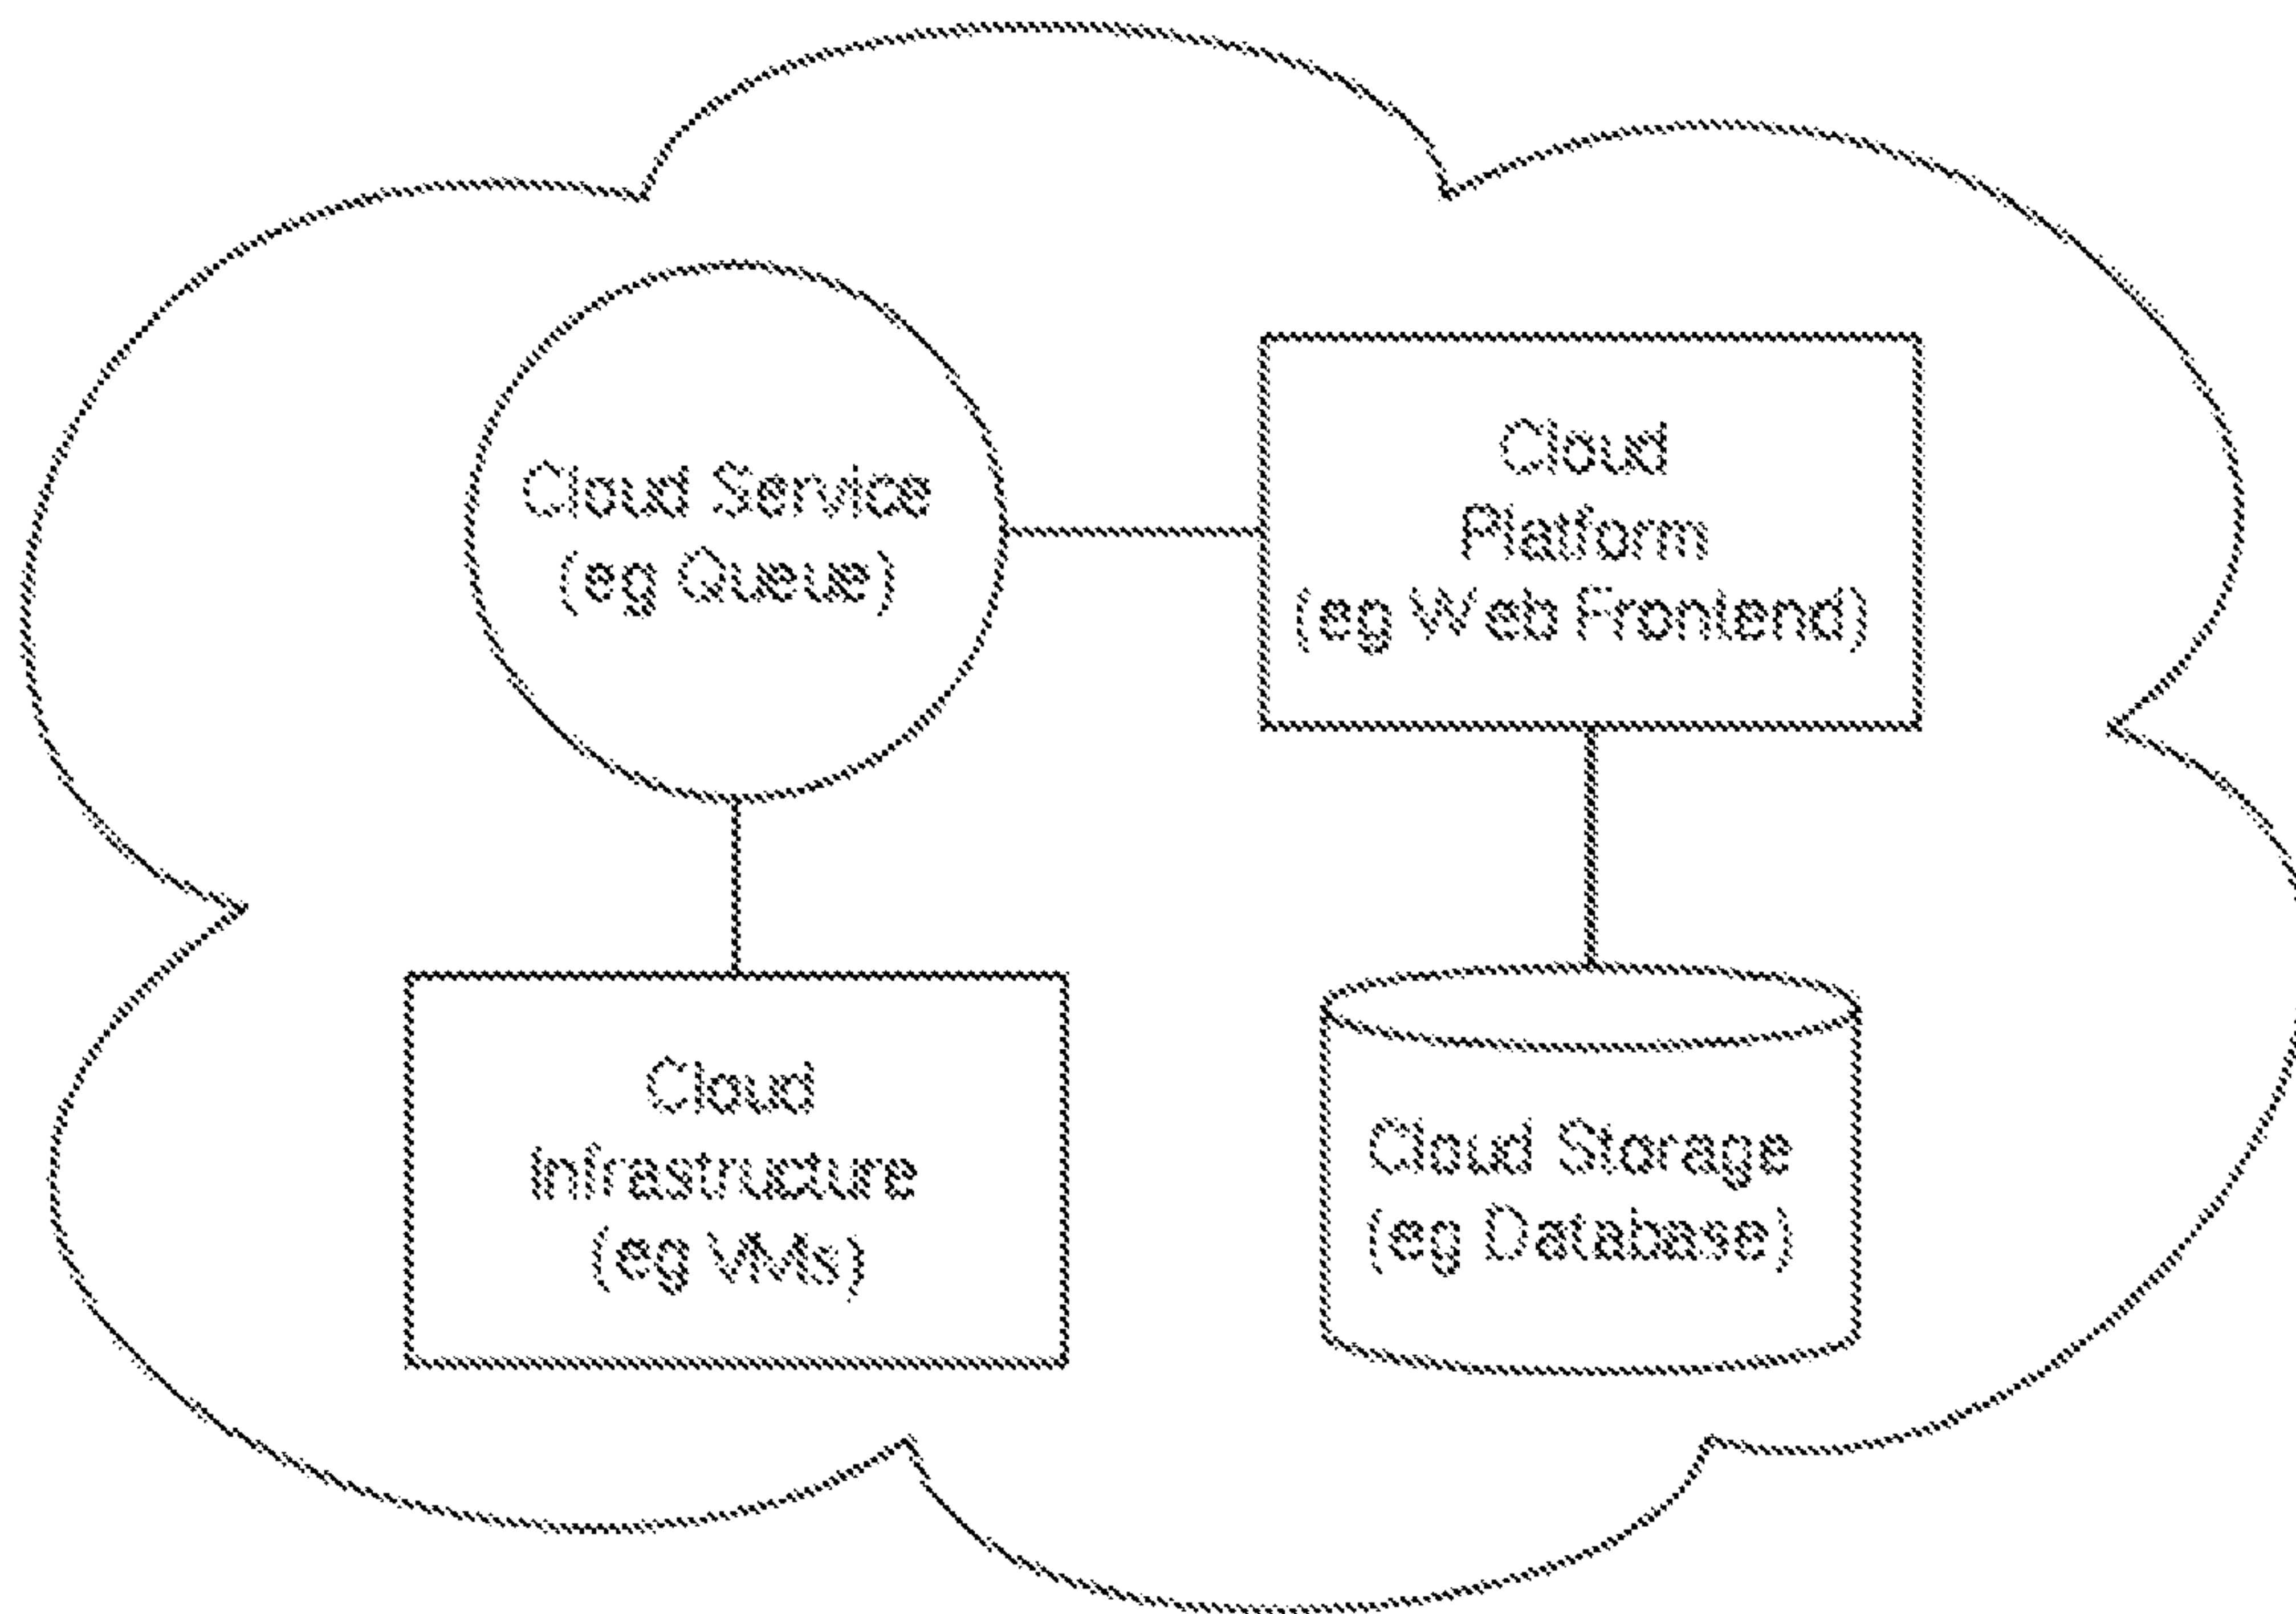 Cloud Service
(eg Queue)
Cloud
Platform
(eg Web Frontend)
Cloud
Infrastructure
(eg VMs)
Cloud Storage
(eg Database)